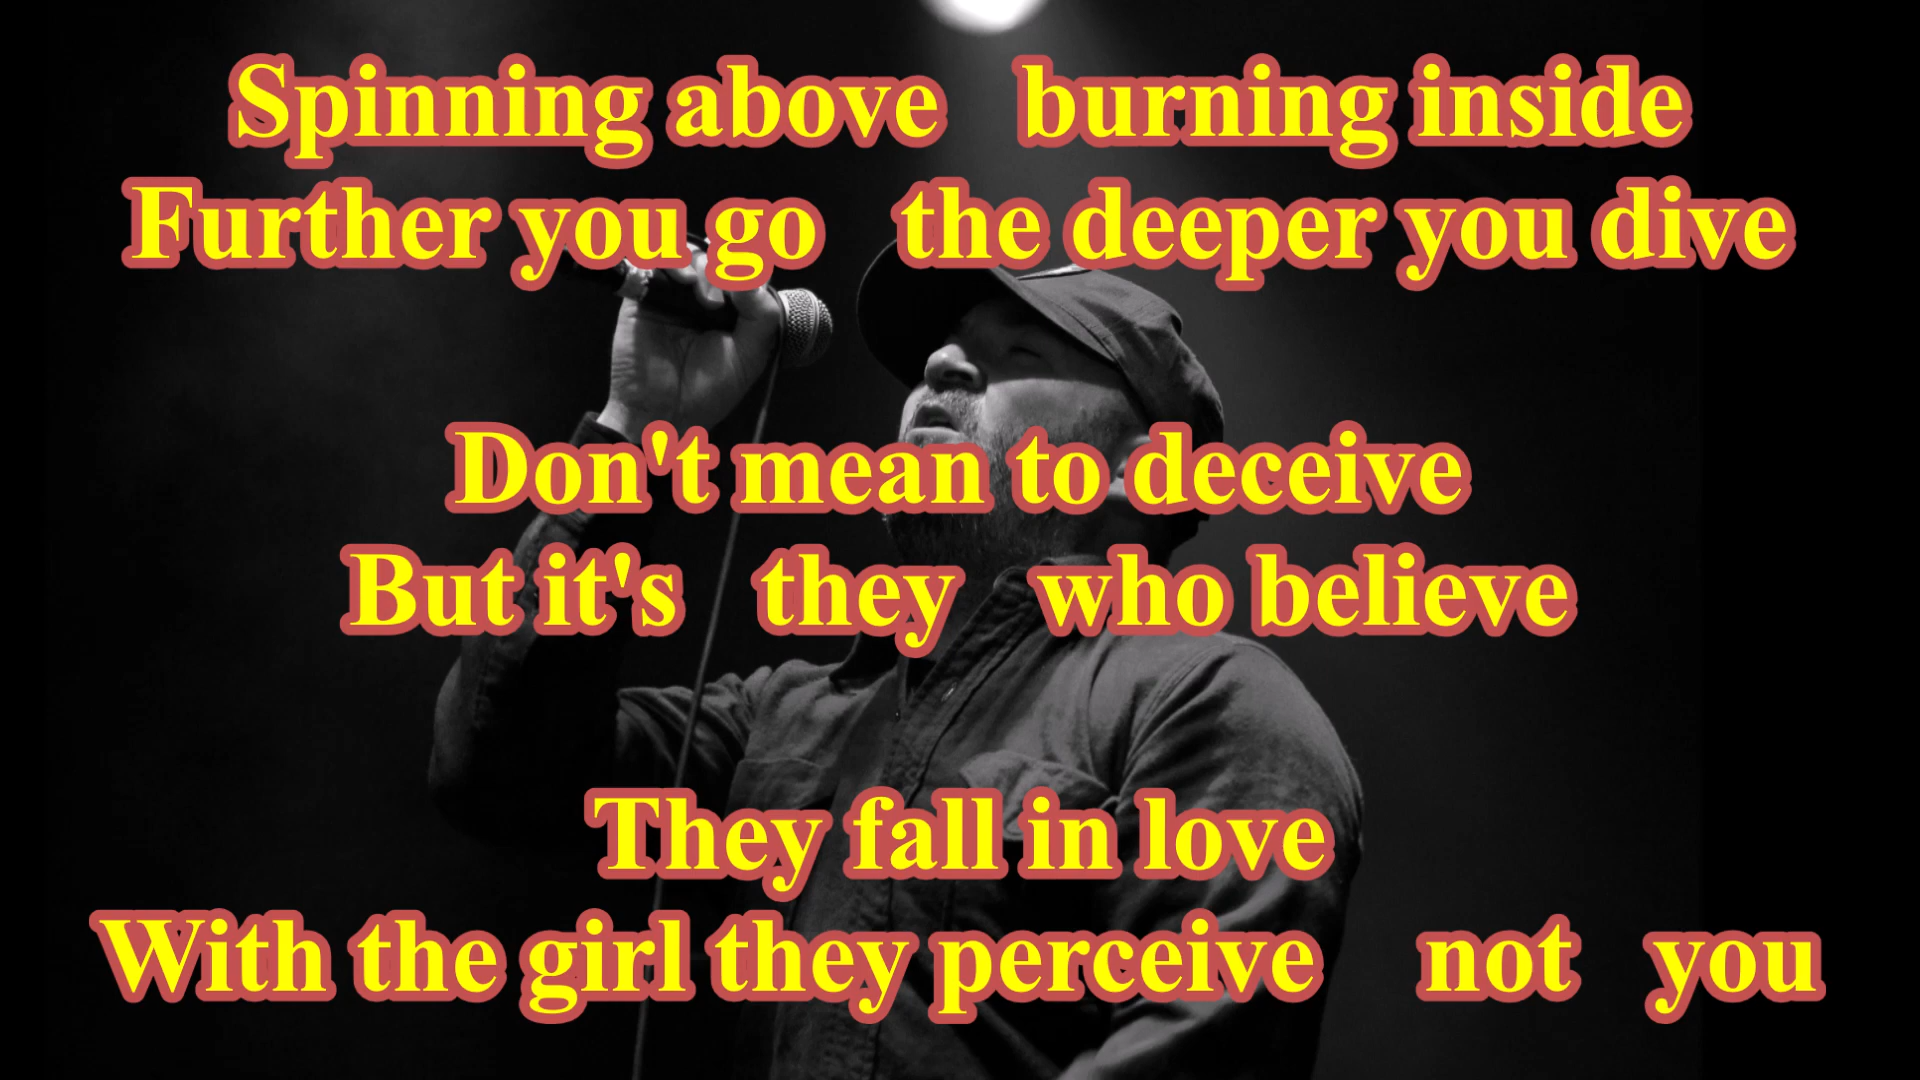 Spinning above   burning inside
Further you go   the deeper you dive
Don't mean to deceive
But it's   they   who believe
They fall in love
With the girl they perceive    not   you